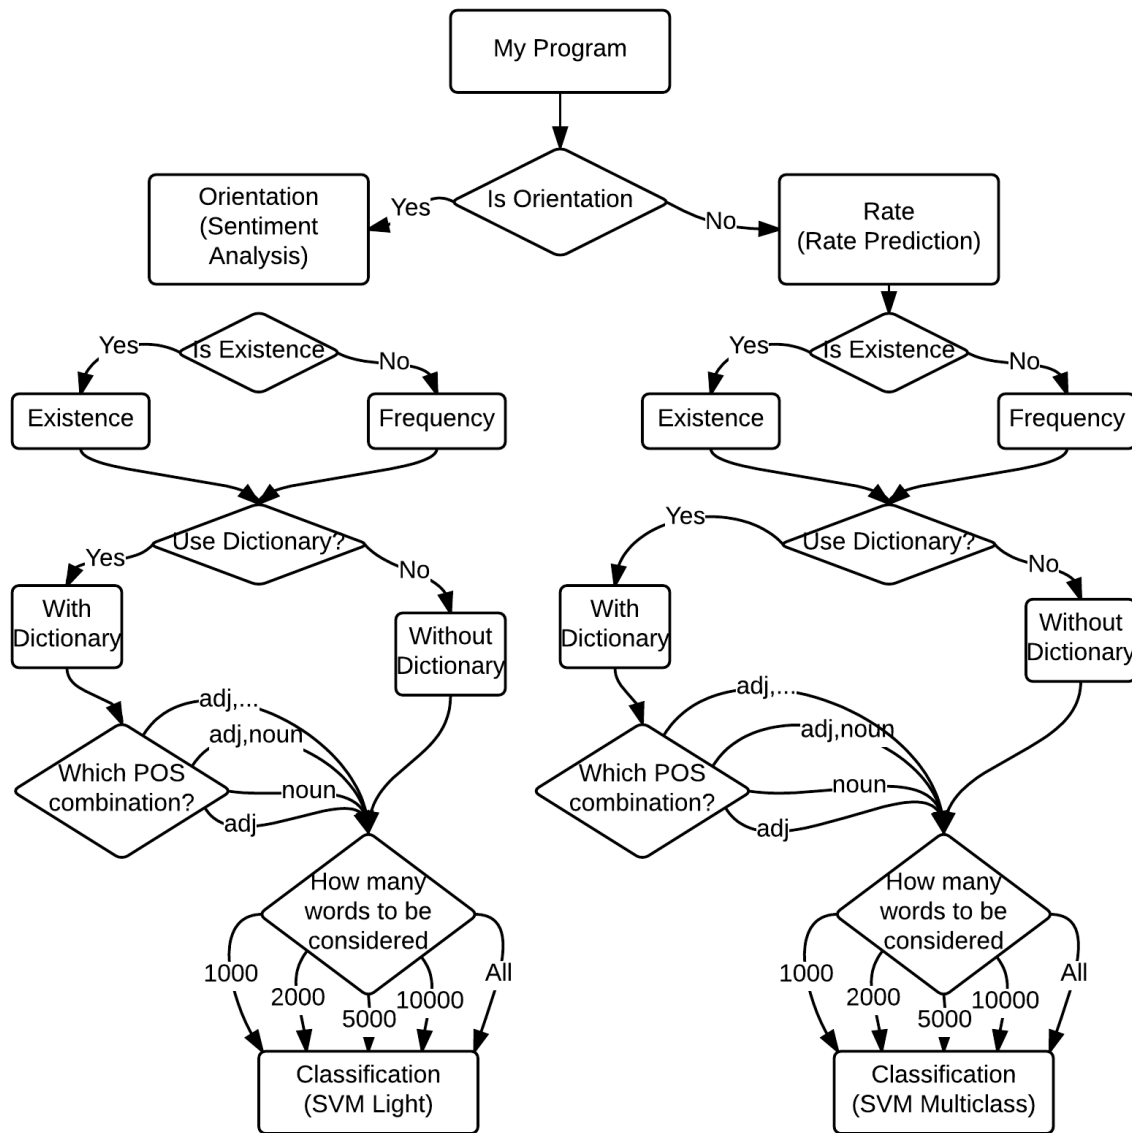 My Program
Is Orientation
Orientation
(Sentiment
Analysis)
Yes
No
Rate
(Rate Prediction)
Yes
Is Existence
No
Existence
Frequency
Yes
Is Existence
No
Existence
Frequency
Use Dictionary?
Yes
No
With
Dictionary
Without
Dictionary
Yes
Use Dictionary?
No
With
Dictionary
Without
Dictionary
adj,...
adj,noun
noun
adj
Which POS
combination?
adj,...
adj,noun
noun
adj
Which POS
combination?
How many
words to be
considered
1000
2000
5000
10000
All
Classification
(SVM Light)
How many
words to be
considered
1000
2000
5000
10000
All
Classification
(SVM Multiclass)